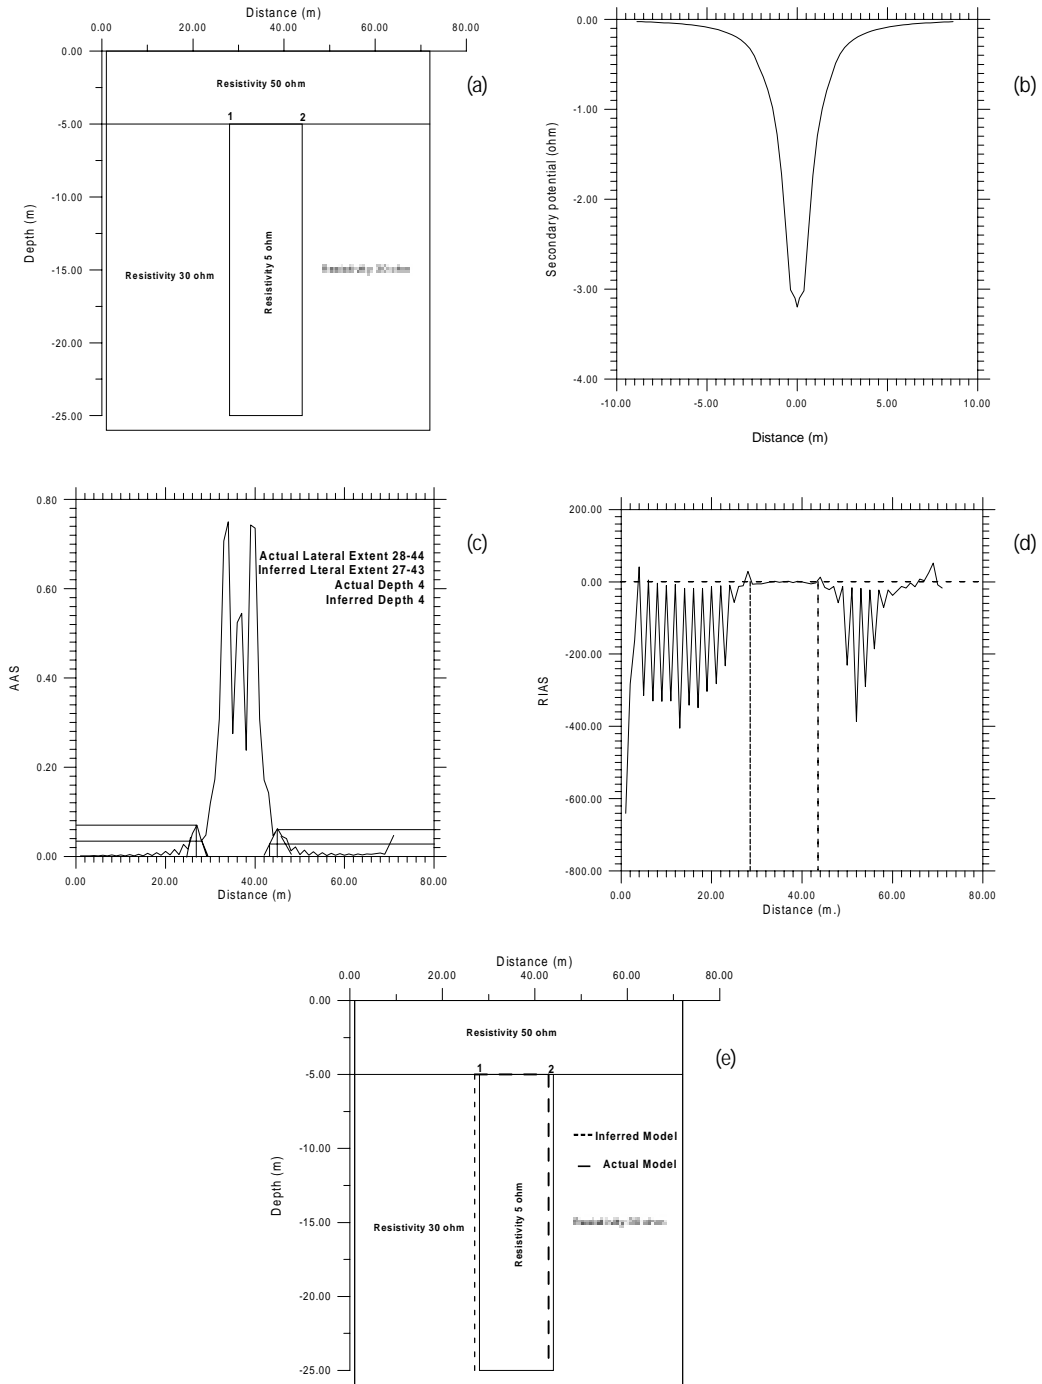 Distance (m)
0.00 20.00 40.00 60.00 80.00
0.00
Resistivity 50 ohm
(a)
1 2
-5.00
-10.00
Depth (m)
Resistivity 5 ohm
-15.00
Resistivity 30 ohm
-20.00
-25.00
0.00
(b)
-1.00
Secondary potential (ohm)
-2.00
-3.00
-4.00
-10.00 -5.00 0.00 5.00 10.00
Distance (m)
0.80
(c)
Actual Lateral Extent 28-44
Inferred Lteral Extent 27-43
Actual Depth 4
Inferred Depth 4
0.60
AAS
0.40
0.20
0.00
0.00 20.00 40.00 60.00 80.00
Distance (m)
200.00
(d)
0.00
-200.00
RIAS
-400.00
-600.00
-800.00
0.00 20.00 40.00 60.00 80.00
Distance (m.)
Distance (m)
0.00 20.00 40.00 60.00 80.00
0.00
Resistivity 50 ohm
(e)
1 2
-5.00
Inferred Model
Actual Model
-10.00
Depth (m)
Resistivity 5 ohm
-15.00
Resistivity 30 ohm
-20.00
-25.00